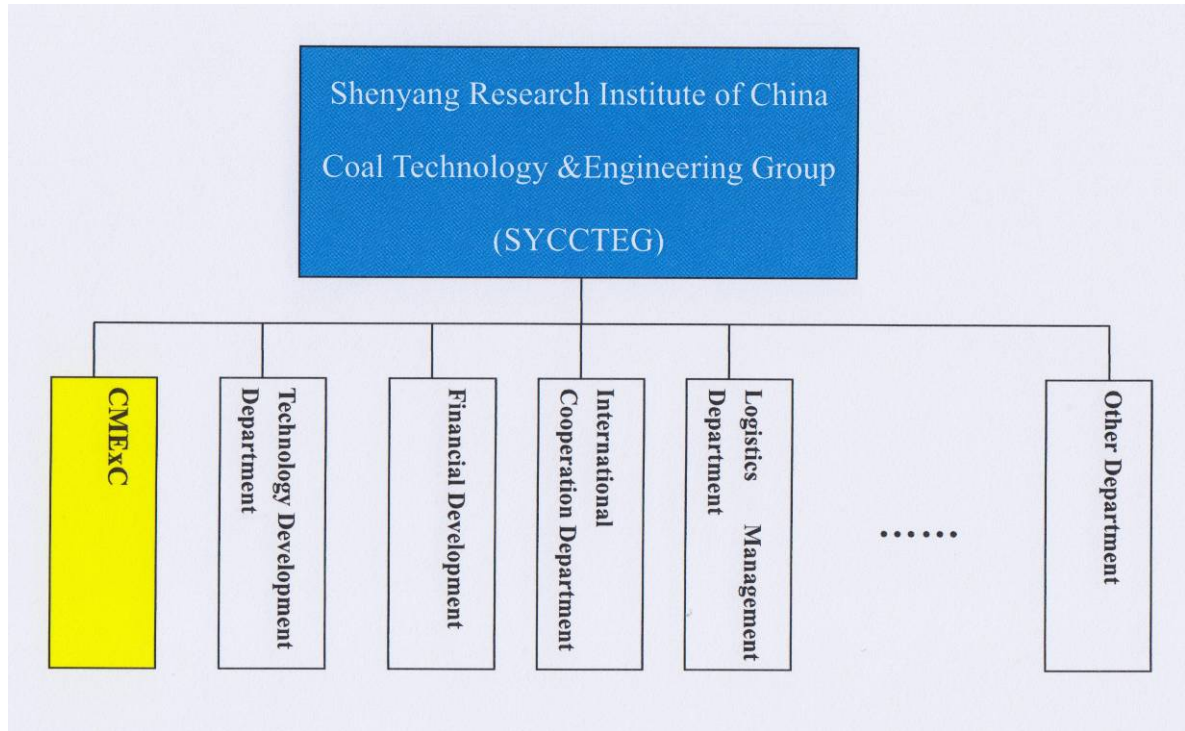 Shenyang Research Institute of China
Coal Technology &Engineering Group
(SYCCTEG)
CMExC
Technology Development
Department
Financial Development
International
Cooperation Department
Logistics Management
Department
······
Other Department